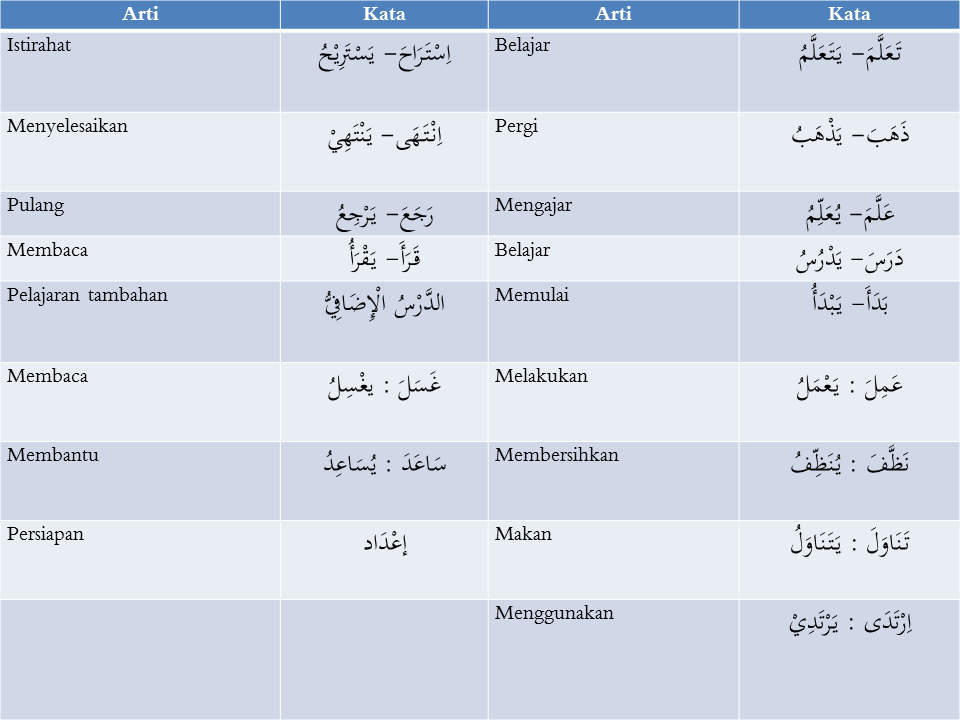 Arti Kata Arti Kata
Istirahat اِسْتَرَاحَ- يَسْتَرِيْحُ Belajar تَعَلَّمَ- يَتَعَلَّمُ
Menyelesaikan اِنْتَهَى- يَنْتَهِيْ Pergi ذَهَبَ- يَذْهَبُ
Pulang رَجَعَ- يَرْجِعُ Mengajar عَلَّمَ- يُعَلِّمُ
Membaca قَرَأَ- يَقْرَأُ Belajar دَرَسَ- يَدْرُسُ
Pelajaran tambahan الدَّرْسُ الْإِضَافِيُّ Memulai بَدَأَ- يَبْدَأُ
Membaca غَسَلَ : يغْسِلُ Melakukan عَمِلَ : يَعْمَلُ
Membantu سَاعَدَ : يُسَاعِدُ Membersihkan نَظَّفَ : يُنَظِّفُ
Persiapan إعْدَاد Makan تَنَاوَلَ : يَتَنَاوَلُ
Menggunakan اِرْتَدَى : يَرْتَدِيْ